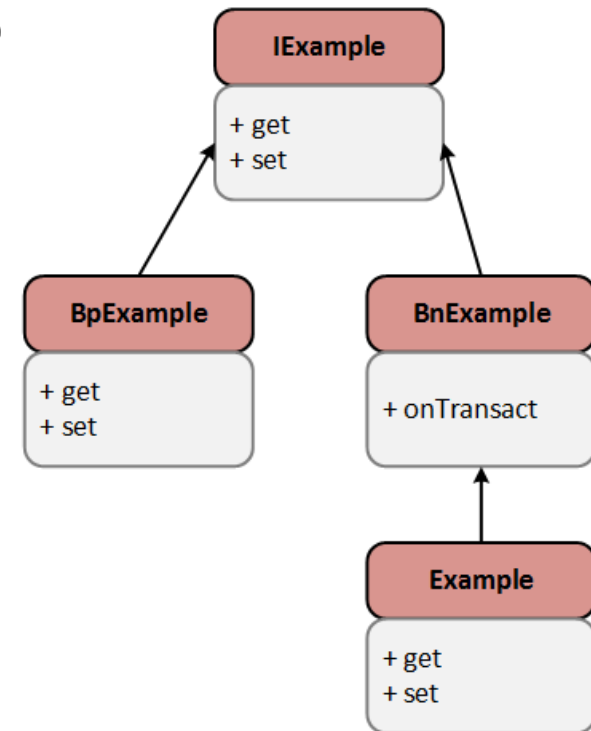 IExample
+ get
+ set
BpExample
+ get
+ set
BnExample
+ onTransact
Example
+ get
+ set